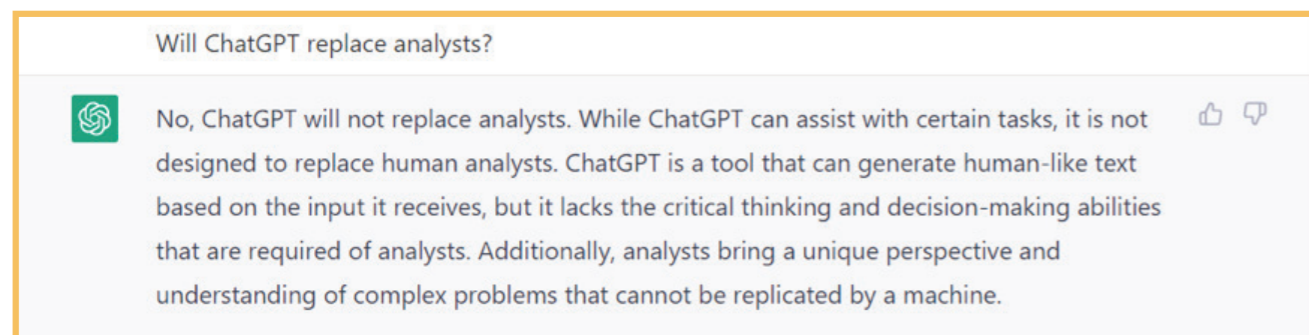 Will ChatGPT replace analysts?
No, ChatGPT will not replace analysts. While ChatGPT can assist with certain tasks, it is not
designed to replace human analysts. ChatGPT is a tool that can generate human-like text
based on the input it receives, but it lacks the critical thinking and decision-making abilities
that are required of analysts. Additionally, analysts bring a unique perspective and
understanding of complex problems that cannot be replicated by a machine.